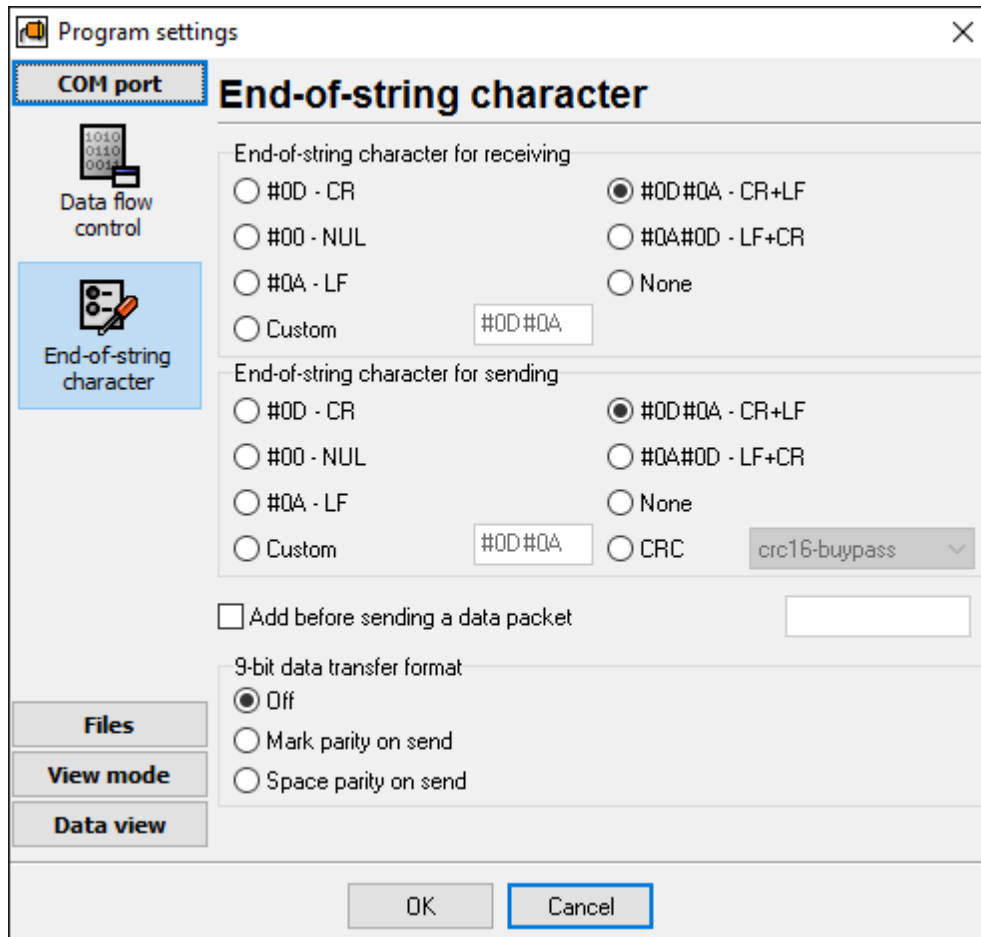 Program settings
COM port
1010
0110
0011
Data flow
control
End-of-string
character
Files
View mode
Data view
End-of-string character
End-of-string character for receiving
#0D - CR
#0D#0A - CR+LF
#00 - NUL
#0A#0D - LF+CR
#0A - LF
None
Custom
#0D#0A
End-of-string character for sending
#0D - CR
#0D#0A - CR+LF
#00 - NUL
#0A#0D - LF+CR
#0A - LF
None
Custom
#0D#0A
CRC
crc16-buypass
Add before sending a data packet
9-bit data transfer format
Off
Mark parity on send
Space parity on send
OK
Cancel